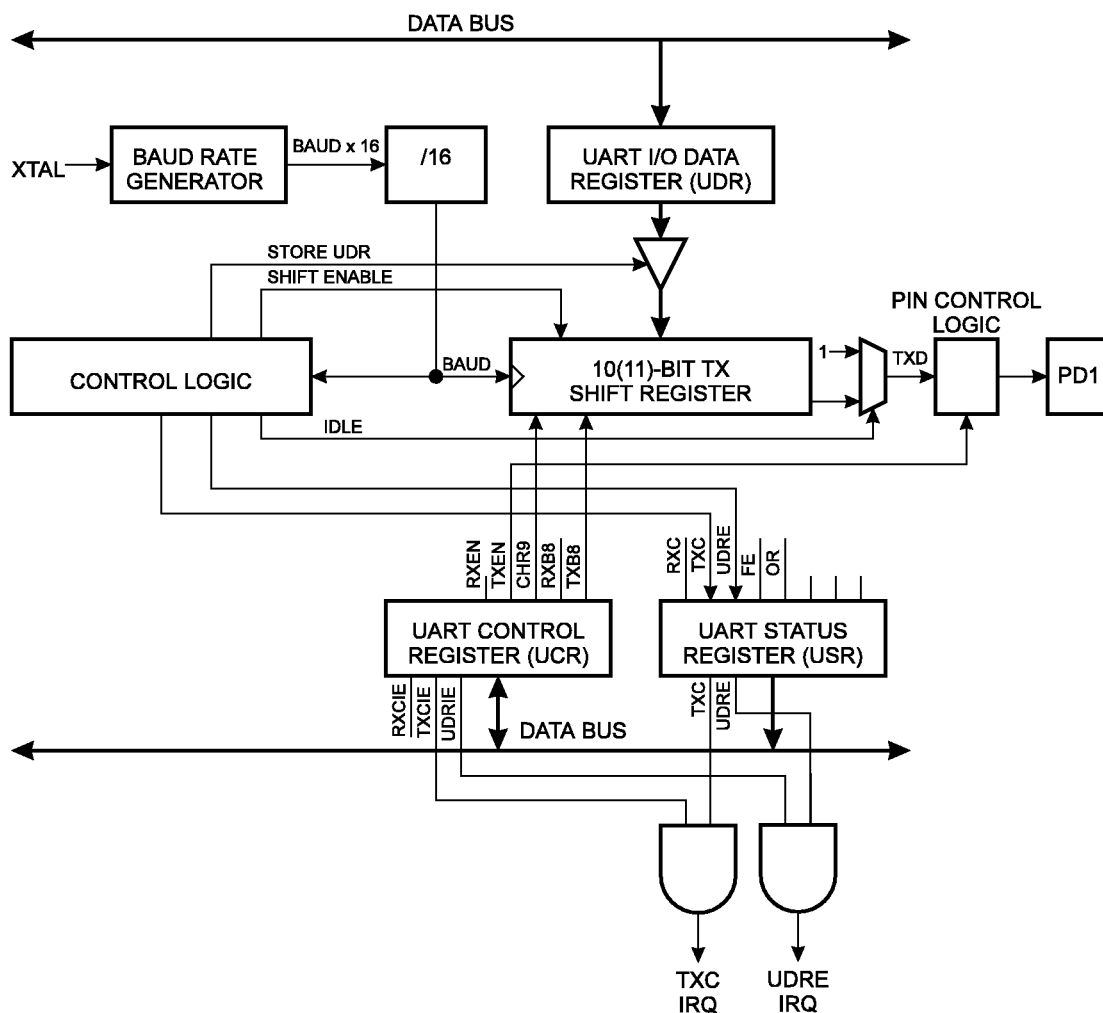 DATA BUS
XTAL
BAUD RATE
GENERATOR
BAUD x 16
/16
UART I/O DATA
REGISTER (UDR)
STORE UDR
SHIFT ENABLE
PIN CONTROL
LOGIC
CONTROL LOGIC
BAUD
10(11)-BIT TX
SHIFT REGISTER
1
TXD
PD1
IDLE
RXEN
TXEN
CHR9
RXB8
TXB8
RXC
TXC
UDRE
FE
OR
UART CONTROL
REGISTER (UCR)
UART STATUS
REGISTER (USR)
RXCIE
TXCIE
UDRIE
TXC
UDRE
DATA BUS
TXC
IRQ
UDRE
IRQ